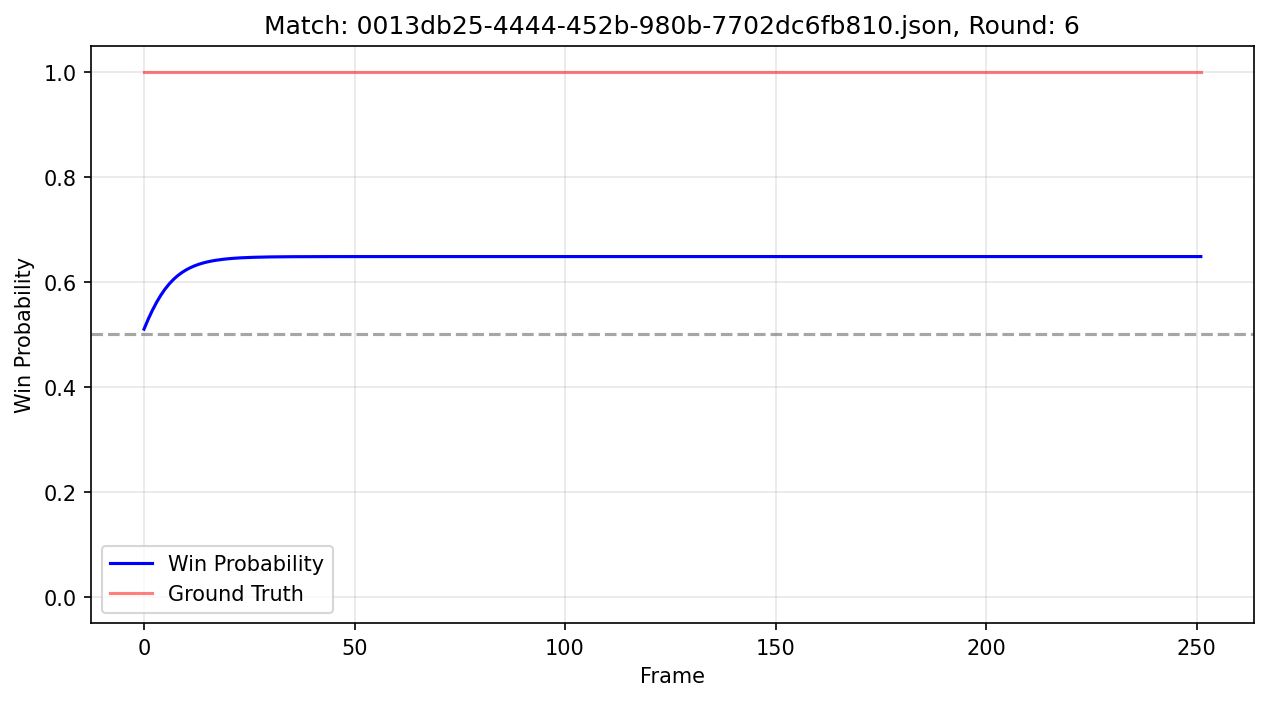 Match: 0013db25-4444-452b-980b-7702dc6fb810.json, Round: 6
Win Probability
1.0
0.8
0.6
0.4
0.2
0.0
Win Probability
Ground Truth
0 50 100 150 200 250
Frame